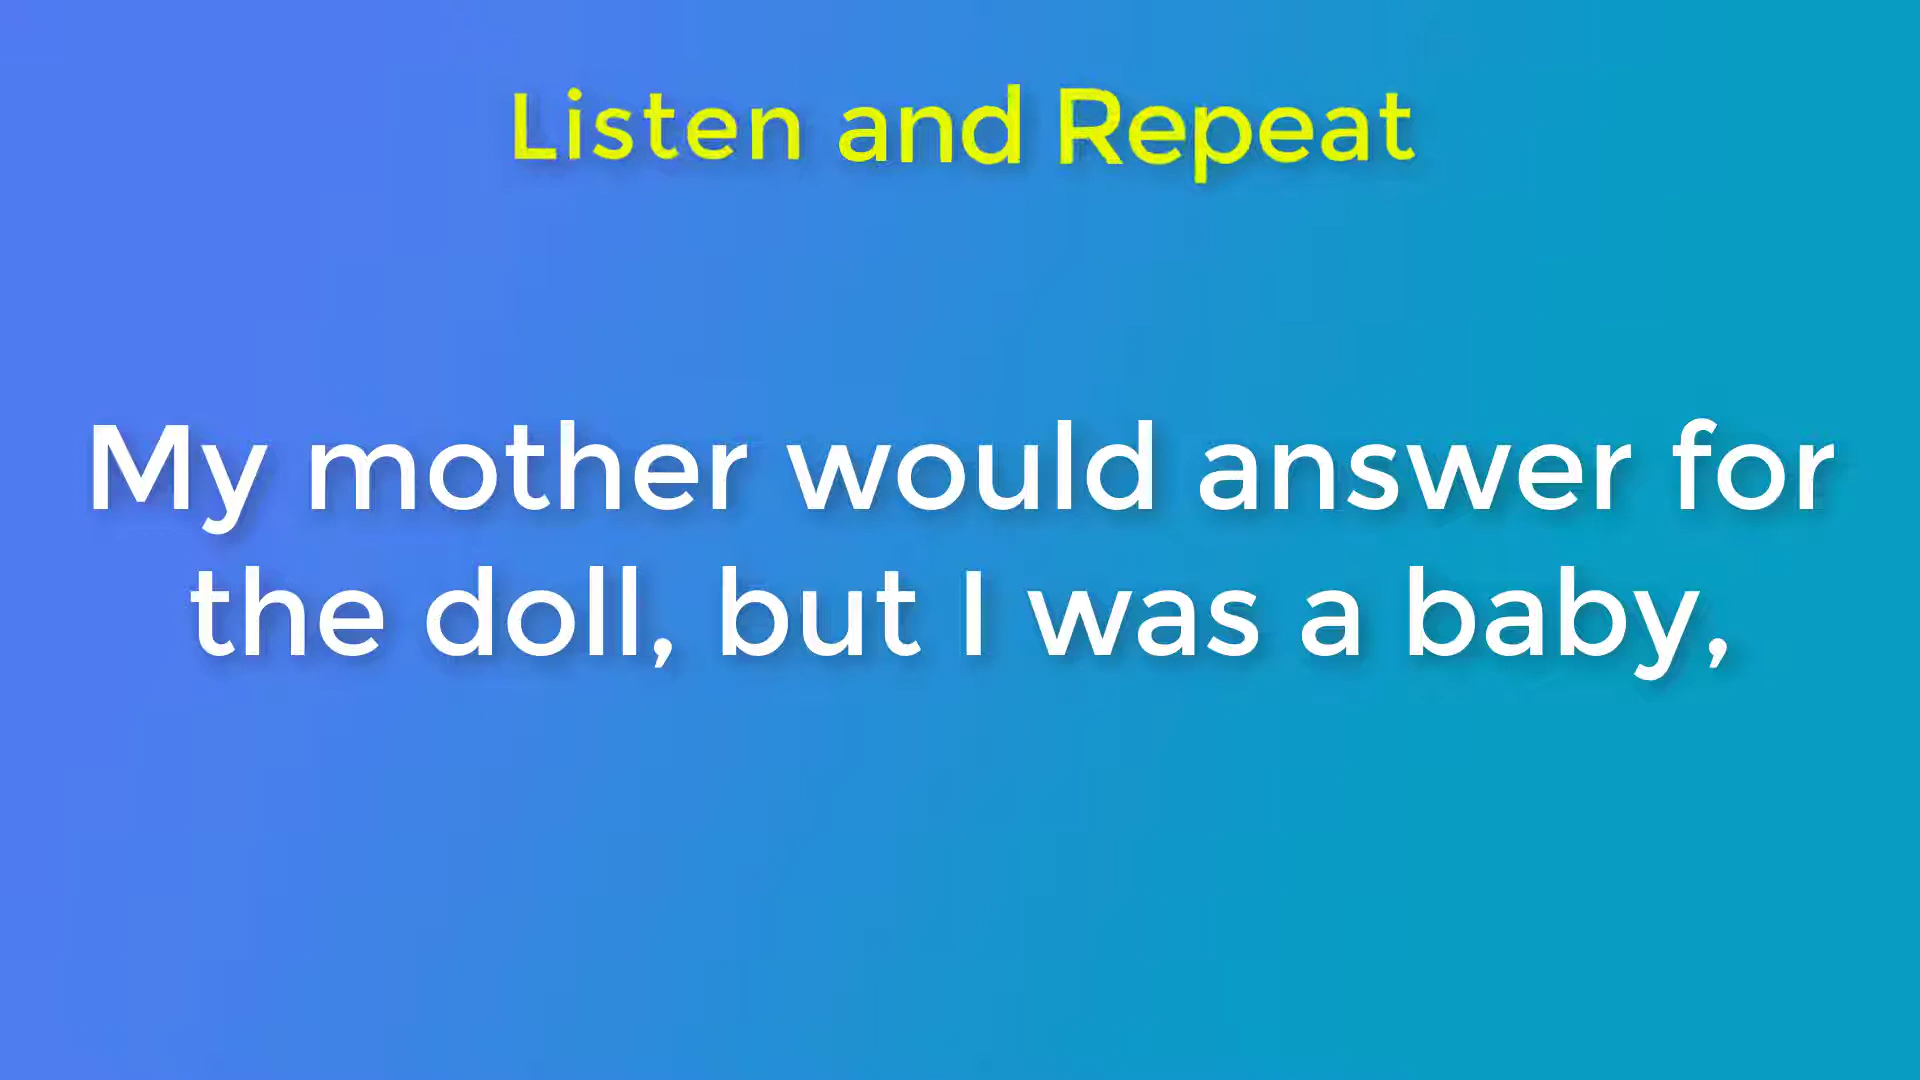 Listen and Repeat
My mother would answer for
the doll, but I was a baby,